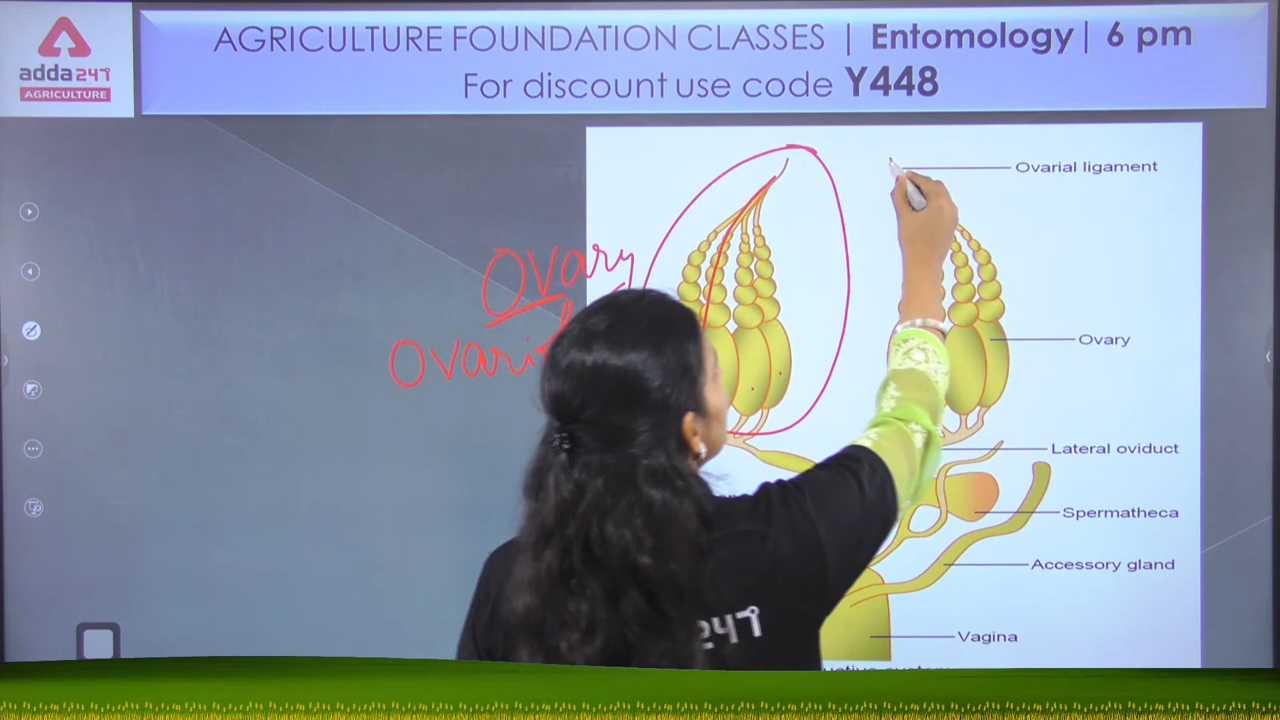 AGRICULTURE FOUNDATION CLASSES | Entomology| 6 pm
For discount use code Y448
adda247
AGRICULTURE
Ovarial ligament
Ovary
Ovary
Lateral oviduct
Spermatheca
Accessory gland
Vagina
247